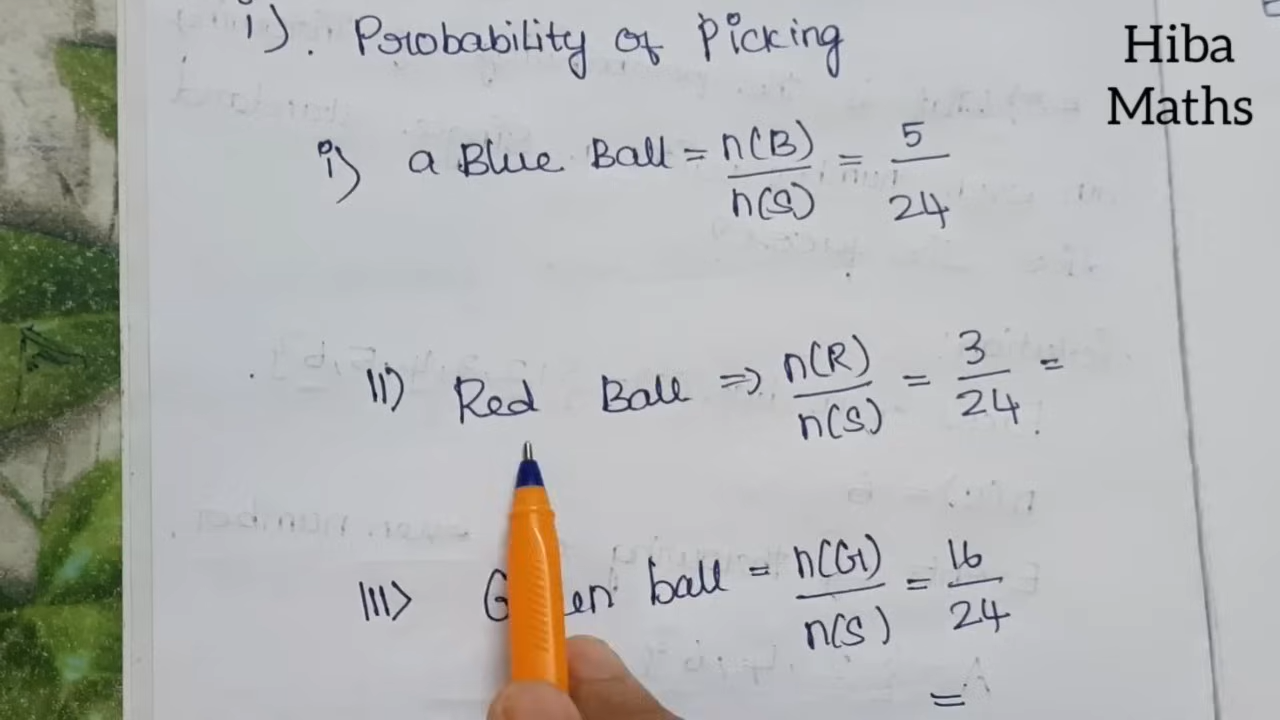 i). Probability of Picking
Hiba
Maths
i) a Blue Ball = n(B)/n(S) = 5/24
ii) Red Ball => n(R)/n(S) = 3/24 =
iii) ball = n(G)/n(S) = 16/24
=